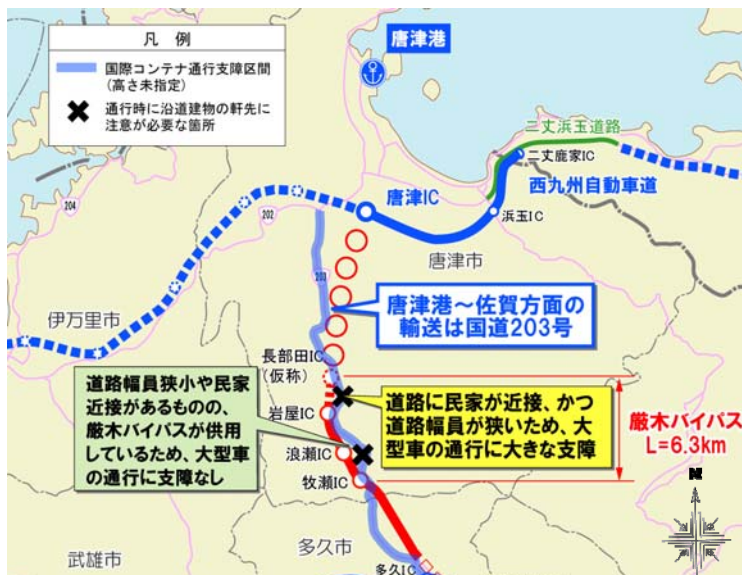 凡 例
国際コンテナ通行支障区間
(高さ未指定)
通行時に沿道建物の軒先に
注意が必要な箇所
唐津港
二丈浜玉道路
二丈鹿家IC
西九州自動車道
唐津IC
浜玉IC
202
204
203
唐津市
伊万里市
唐津港～佐賀方面の
輸送は国道203号
長部田IC
(仮称)
道路幅員狭小や民家
近接があるものの、
厳木バイパスが供用
しているため、大型車
の通行に支障なし
道路に民家が近接、かつ
道路幅員が狭いため、大
型車の通行に大きな支障
厳木バイパス
L=6.3km
岩屋IC
浪瀬IC
牧瀬IC
N
多久市
武雄市
多久IC